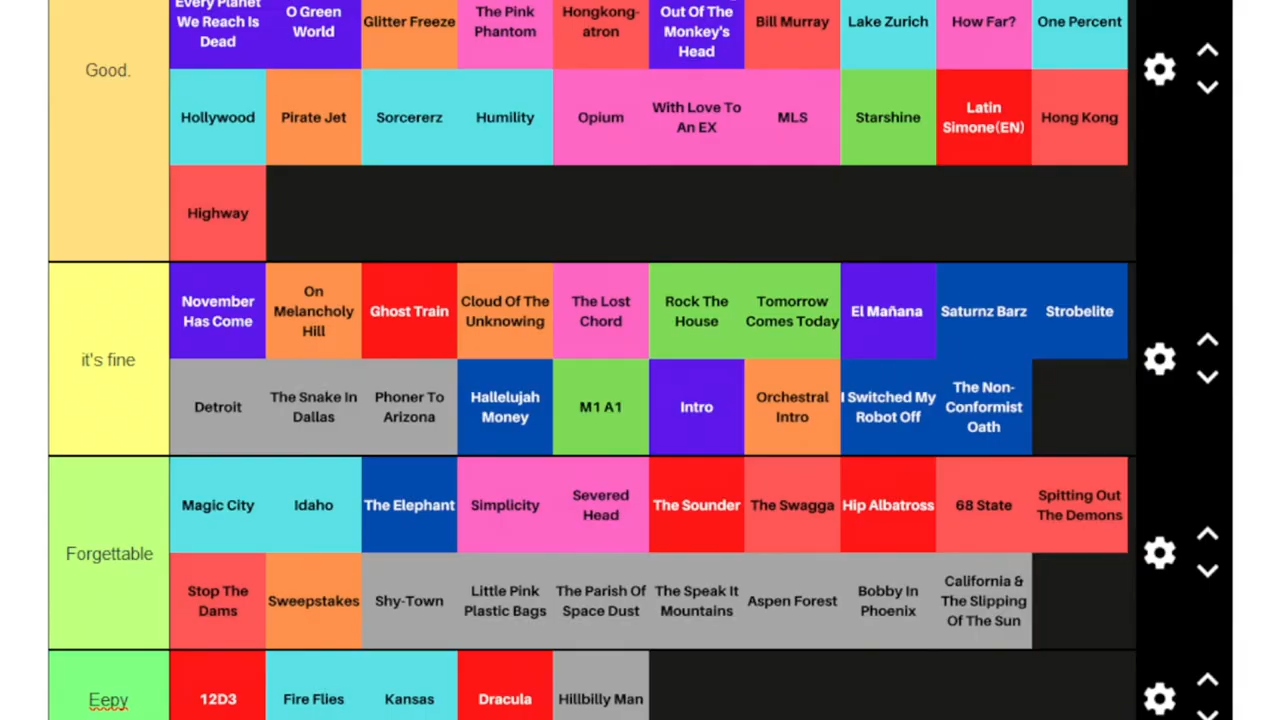 Good.
Every Planet
We Reach Is
Dead
O Green
World
Glitter Freeze
The Pink
Phantom
Hongkong-
atron
Out Of The
Monkey's
Head
Bill Murray
Lake Zurich
How Far?
One Percent
Hollywood
Pirate Jet
Sorcererz
Humility
Opium
With Love To
An EX
MLS
Starshine
Latin
Simone(EN)
Hong Kong
Highway
it's fine
November
Has Come
On
Melancholy
Hill
Ghost Train
Cloud Of The
Unknowing
The Lost
Chord
Rock The
House
Tomorrow
Comes Today
El Mañana
Saturnz Barz
Strobelite
Detroit
The Snake In
Dallas
Phoner To
Arizona
Hallelujah
Money
M1 A1
Intro
Orchestral
Intro
I Switched My
Robot Off
The Non-
Conformist
Oath
Forgettable
Magic City
Idaho
The Elephant
Simplicity
Severed
Head
The Sounder
The Swagga
Hip Albatross
68 State
Spitting Out
The Demons
Stop The
Dams
Sweepstakes
Shy-Town
Little Pink
Plastic Bags
The Parish Of
Space Dust
The Speak It
Mountains
Aspen Forest
Bobby In
Phoenix
California &
The Slipping
Of The Sun
Eepy
12D3
Fire Flies
Kansas
Dracula
Hillbilly Man